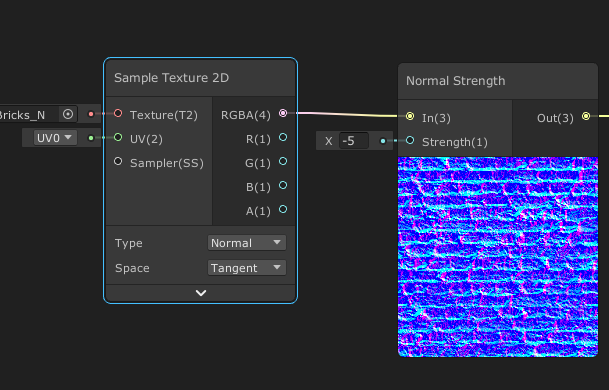 Sample Texture 2D
Bricks_N
Texture(T2)
RGBA(4)
UV0
UV(2)
R(1)
Sampler(SS)
G(1)
B(1)
A(1)
Type
Normal
Space
Tangent
Normal Strength
In(3)
Out(3)
X -5
Strength(1)